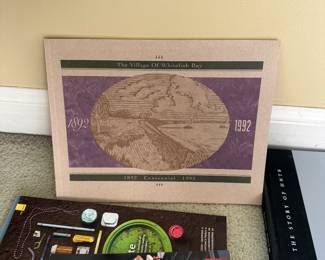 The Village Of Whitefish Bay
1892
1992
1892 . Centennial . 1992
THE STORY OF